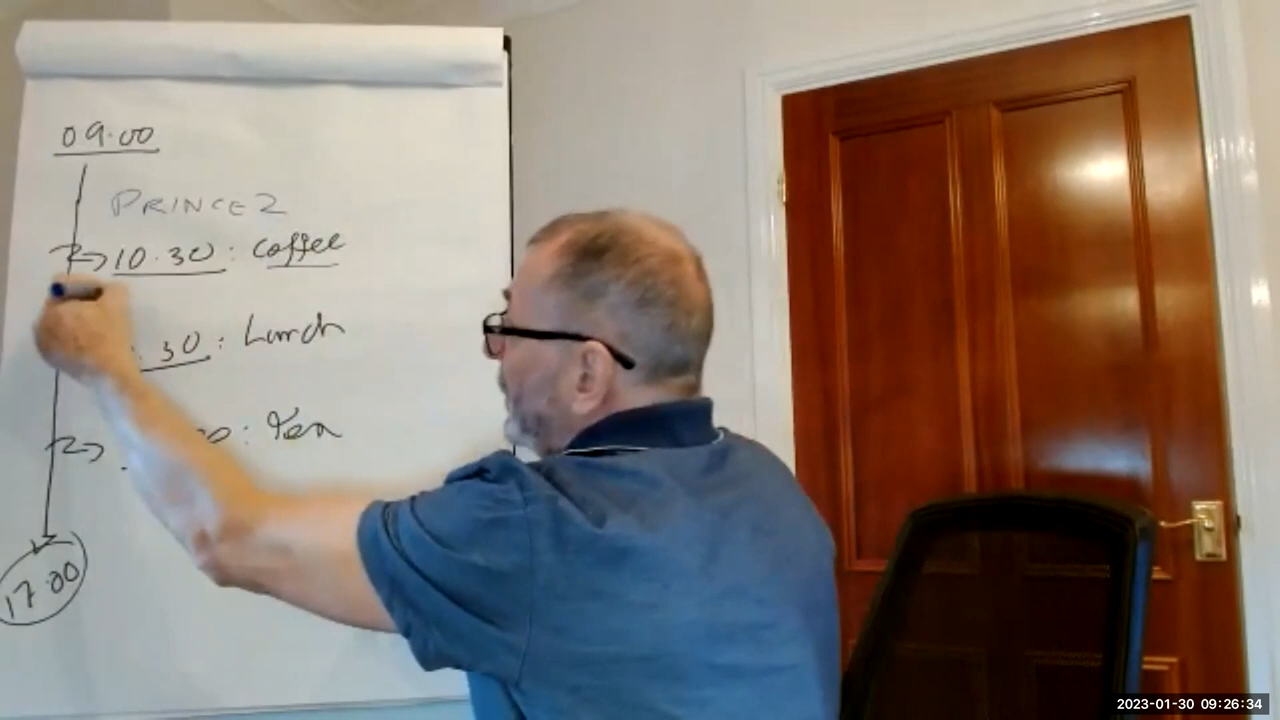 09.00
PRINCE2
10.30 : Coffee
.30 : Lunch
: Tea
17.00
2023-01-30 09:26:34